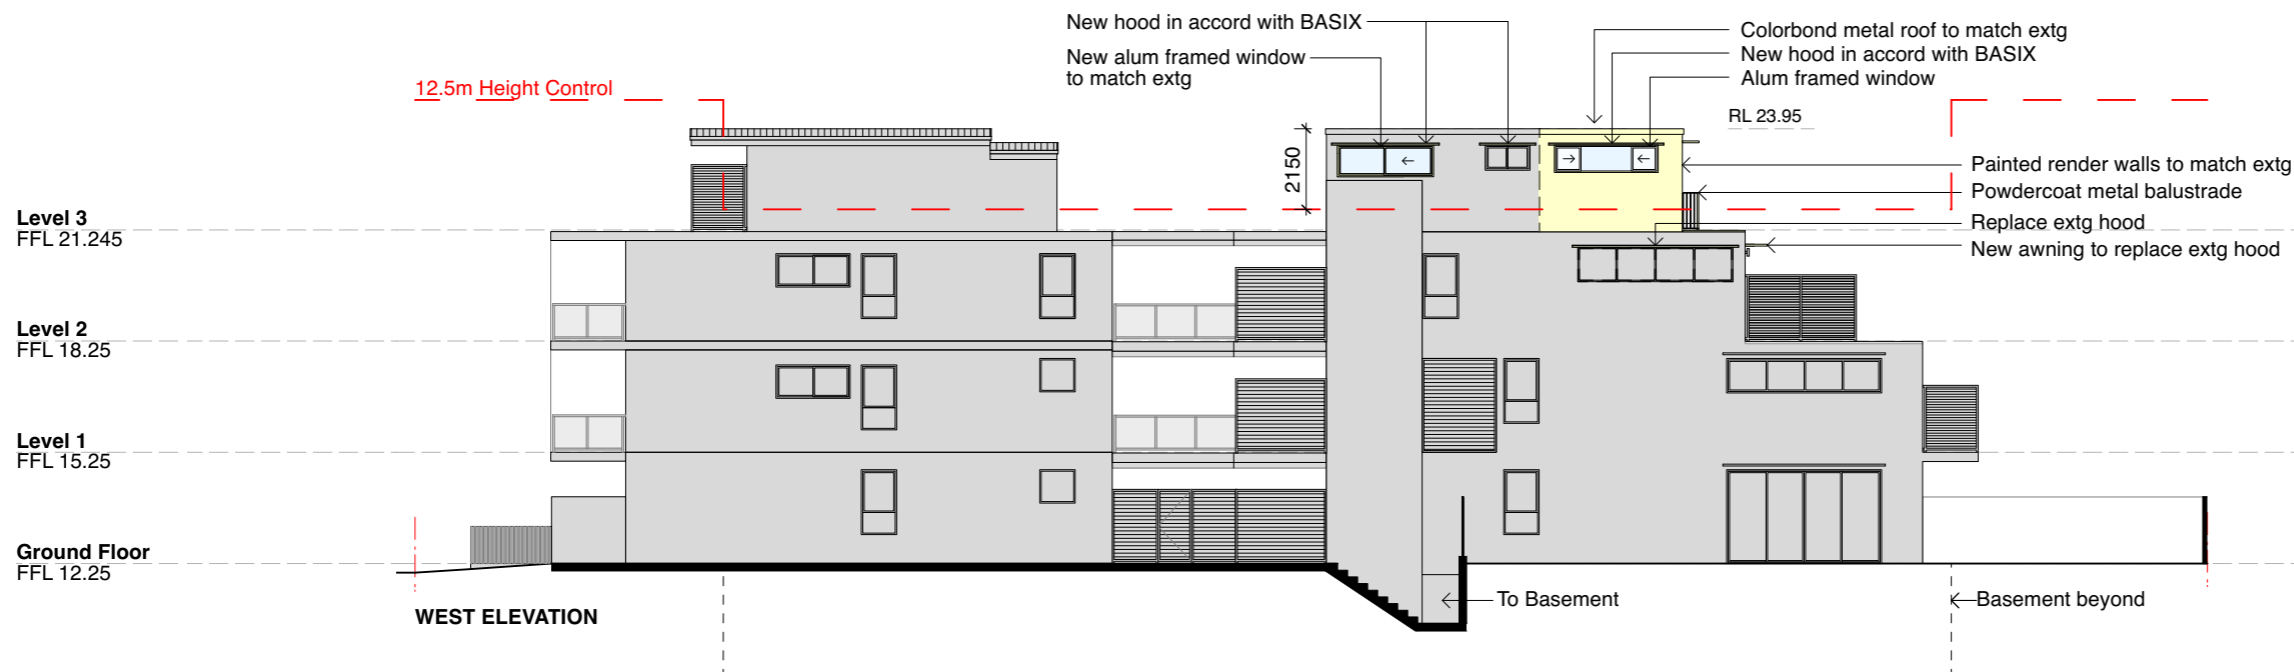 New hood in accord with BASIX
New alum framed window
to match extg
Colorbond metal roof to match extg
New hood in accord with BASIX
Alum framed window
12.5m Height Control
RL 23.95
2150
Painted render walls to match extg
Powdercoat metal balustrade
Replace extg hood
New awning to replace extg hood
Level 3
FFL 21.245
Level 2
FFL 18.25
Level 1
FFL 15.25
Ground Floor
FFL 12.25
WEST ELEVATION
To Basement
Basement beyond